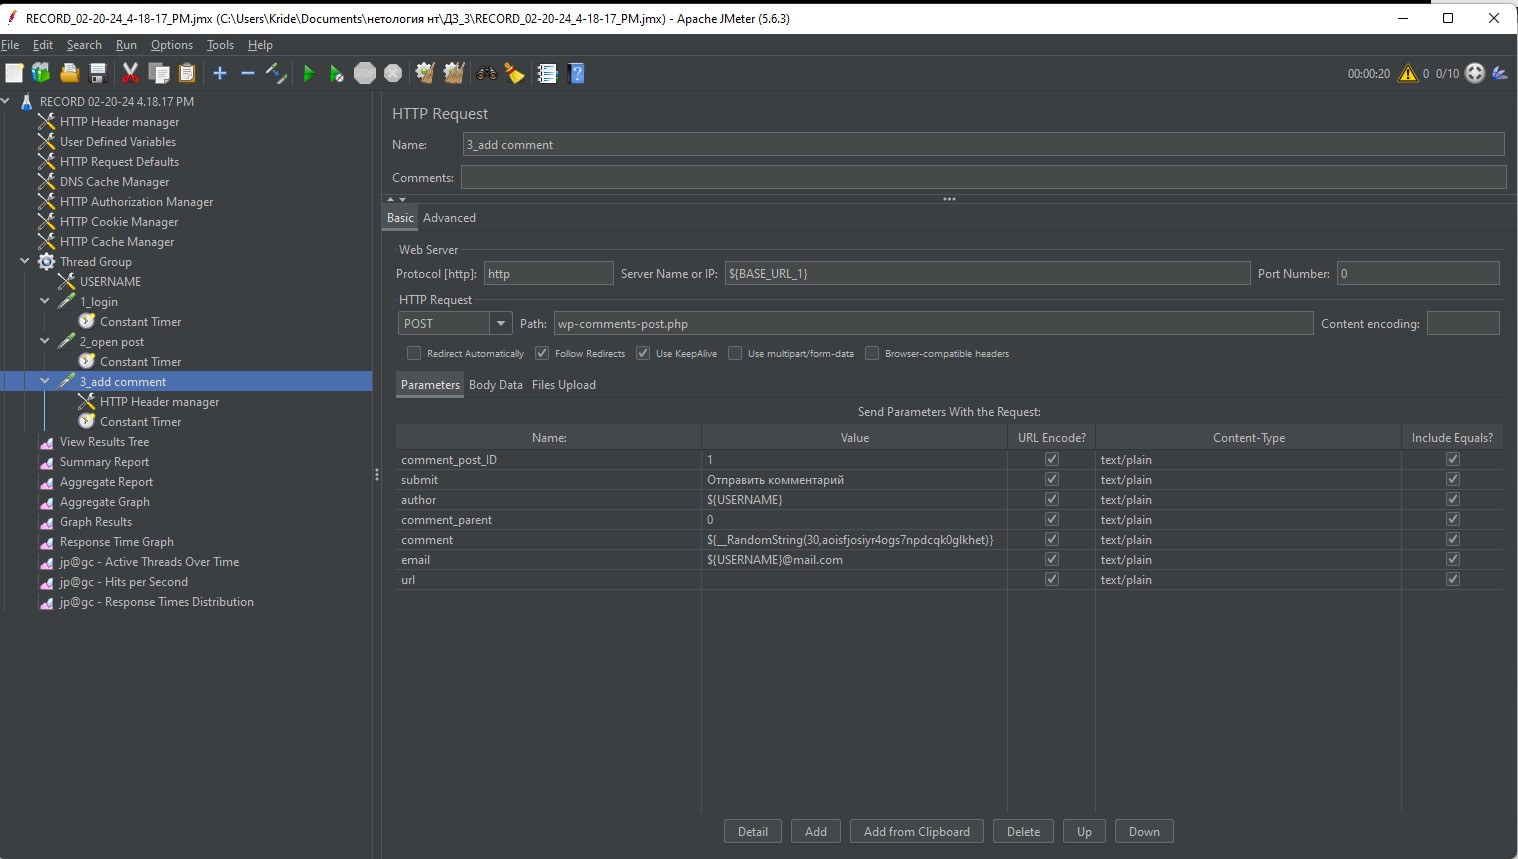 RECORD_02-20-24_4-18-17_PM.jmx (C:\Users\Kride\Documents\нетология нт\ДЗ_3\RECORD_02-20-24_4-18-17_PM.jmx) - Apache JMeter (5.6.3)
File Edit Search Run Options Tools Help
00:00:20 0 0/10
RECORD 02-20-24 4.18.17 PM
HTTP Header manager
User Defined Variables
HTTP Request Defaults
DNS Cache Manager
HTTP Authorization Manager
HTTP Cookie Manager
HTTP Cache Manager
Thread Group
USERNAME
1_login
Constant Timer
2_open post
Constant Timer
3_add comment
HTTP Header manager
Constant Timer
View Results Tree
Summary Report
Aggregate Report
Aggregate Graph
Graph Results
Response Time Graph
jp@gc - Active Threads Over Time
jp@gc - Hits per Second
jp@gc - Response Times Distribution
HTTP Request
Name: 3_add comment
Comments:
Basic Advanced
Web Server
Protocol [http]: http Server Name or IP: ${BASE_URL_1} Port Number: 0
HTTP Request
POST Path: wp-comments-post.php Content encoding:
Redirect Automatically Follow Redirects Use KeepAlive Use multipart/form-data Browser-compatible headers
Parameters Body Data Files Upload
Send Parameters With the Request:
Name: Value URL Encode? Content-Type Include Equals?
comment_post_ID 1 text/plain
submit Отправить комментарий text/plain
author ${USERNAME} text/plain
comment_parent 0 text/plain
comment ${__RandomString(30,aoisfjosiyr4ogs7npdcqk0glkhet)} text/plain
email ${USERNAME}@mail.com text/plain
url text/plain
Detail Add Add from Clipboard Delete Up Down